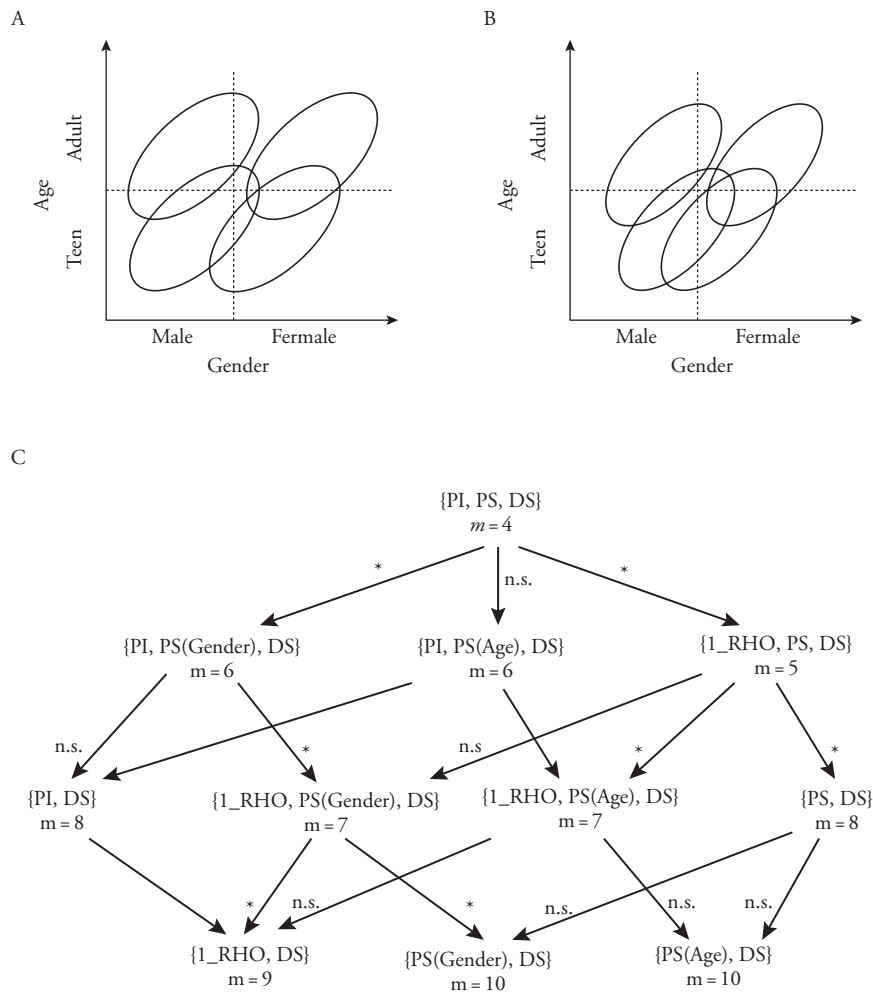 A
Age
Adult
Teen
Male
Fermale
Gender
B
Age
Adult
Teen
Male
Fermale
Gender
C
{PI, PS, DS}
m = 4
*
n.s.
*
{PI, PS(Gender), DS}
m = 6
{PI, PS(Age), DS}
m = 6
{1_RHO, PS, DS}
m = 5
n.s.
*
n.s
*
*
{PI, DS}
m = 8
{1_RHO, PS(Gender), DS}
m = 7
{1_RHO, PS(Age), DS}
m = 7
{PS, DS}
m = 8
*
n.s.
*
n.s.
n.s.
n.s.
{1_RHO, DS}
m = 9
{PS(Gender), DS}
m = 10
{PS(Age), DS}
m = 10